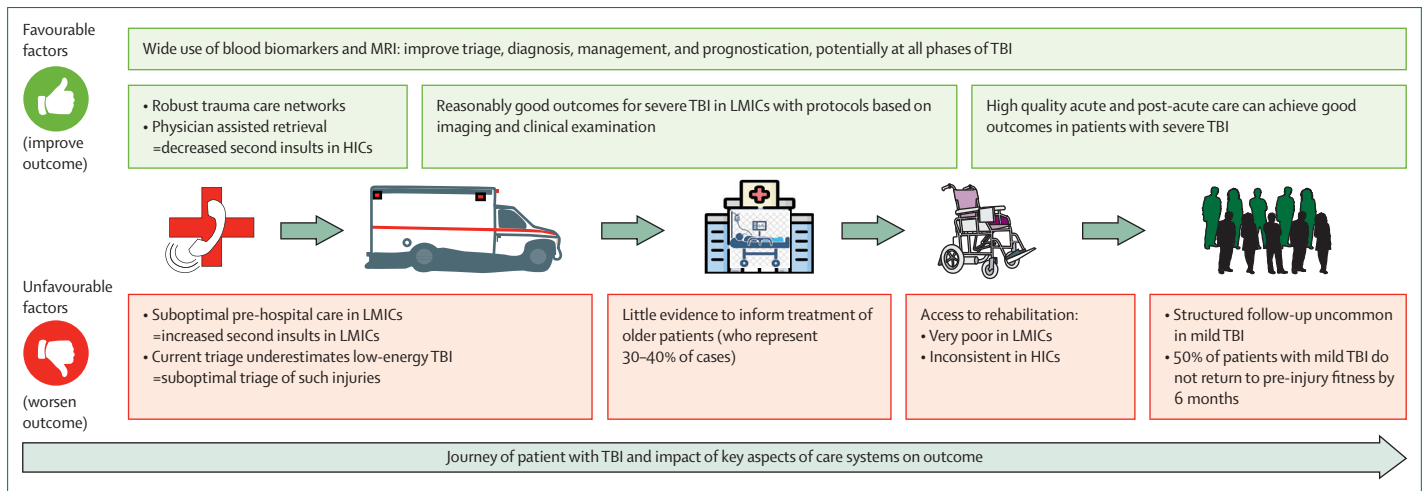 Favourable
factors
(improve
outcome)
Wide use of blood biomarkers and MRI: improve triage, diagnosis, management, and prognostication, potentially at all phases of TBI
• Robust trauma care networks
• Physician assisted retrieval
=decreased second insults in HICs
Reasonably good outcomes for severe TBI in LMICs with protocols based on
imaging and clinical examination
High quality acute and post-acute care can achieve good
outcomes in patients with severe TBI
Unfavourable
factors
(worsen
outcome)
• Suboptimal pre-hospital care in LMICs
=increased second insults in LMICs
• Current triage underestimates low-energy TBI
=suboptimal triage of such injuries
Little evidence to inform treatment of
older patients (who represent
30–40% of cases)
Access to rehabilitation:
• Very poor in LMICs
• Inconsistent in HICs
• Structured follow-up uncommon
in mild TBI
• 50% of patients with mild TBI do
not return to pre-injury fitness by
6 months
Journey of patient with TBI and impact of key aspects of care systems on outcome